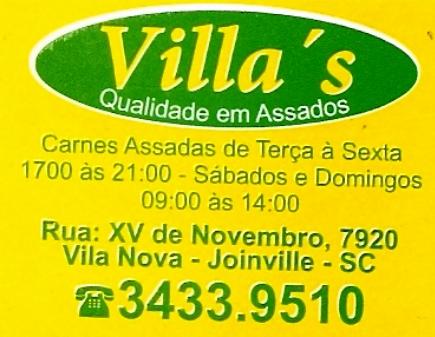 Villa´s
Qualidade em Assados
Carnes Assadas de Terça à Sexta
1700 às 21:00 - Sábados e Domingos
09:00 às 14:00
Rua: XV de Novembro, 7920
Vila Nova - Joinville - SC
☎3433.9510